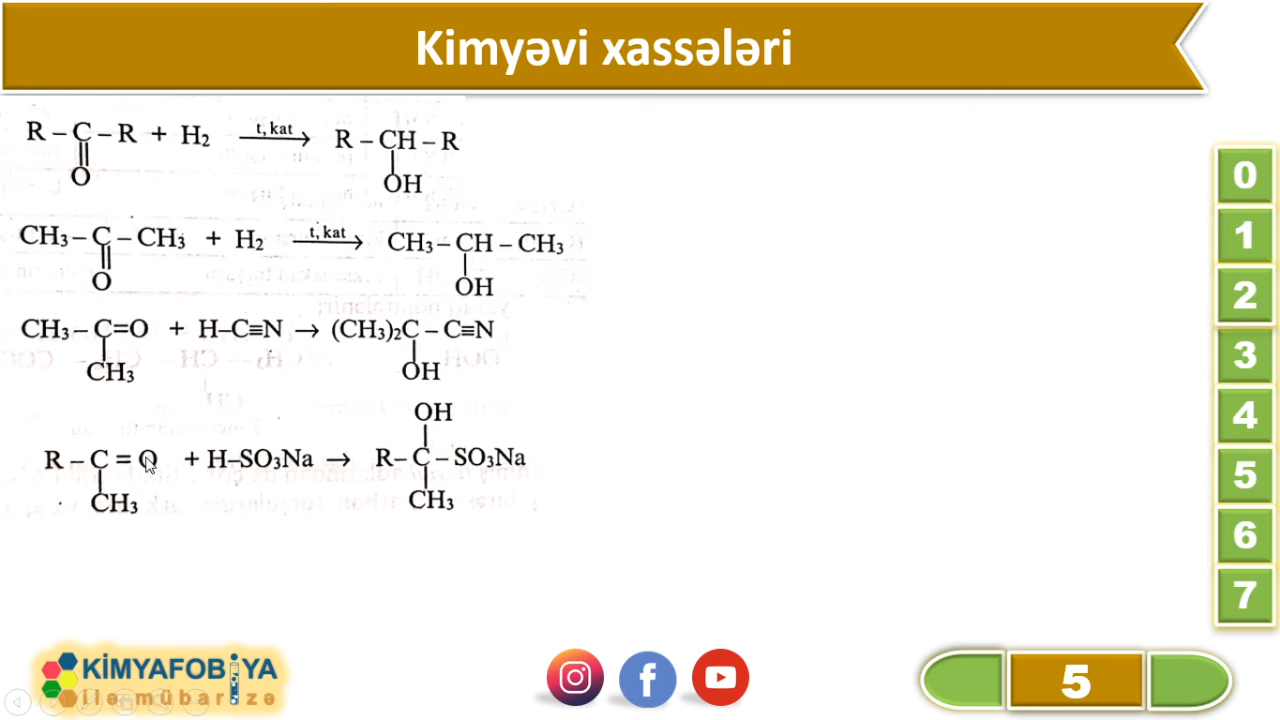 Kimyəvi xassələri
R – C – R + H₂ t, kat → R – CH – R
‖ |
O OH
CH₃ – C – CH₃ + H₂ t, kat → CH₃ – CH – CH₃
‖ |
O OH
CH₃ – C=O + H–C≡N → (CH₃)₂C – C≡N
| |
CH₃ OH
OH
|
R – C = O + H–SO₃Na → R – C – SO₃Na
| |
CH₃ CH₃
0
1
2
3
4
5
6
7
KİMYAFOBİYA
ilə mübarizə
5